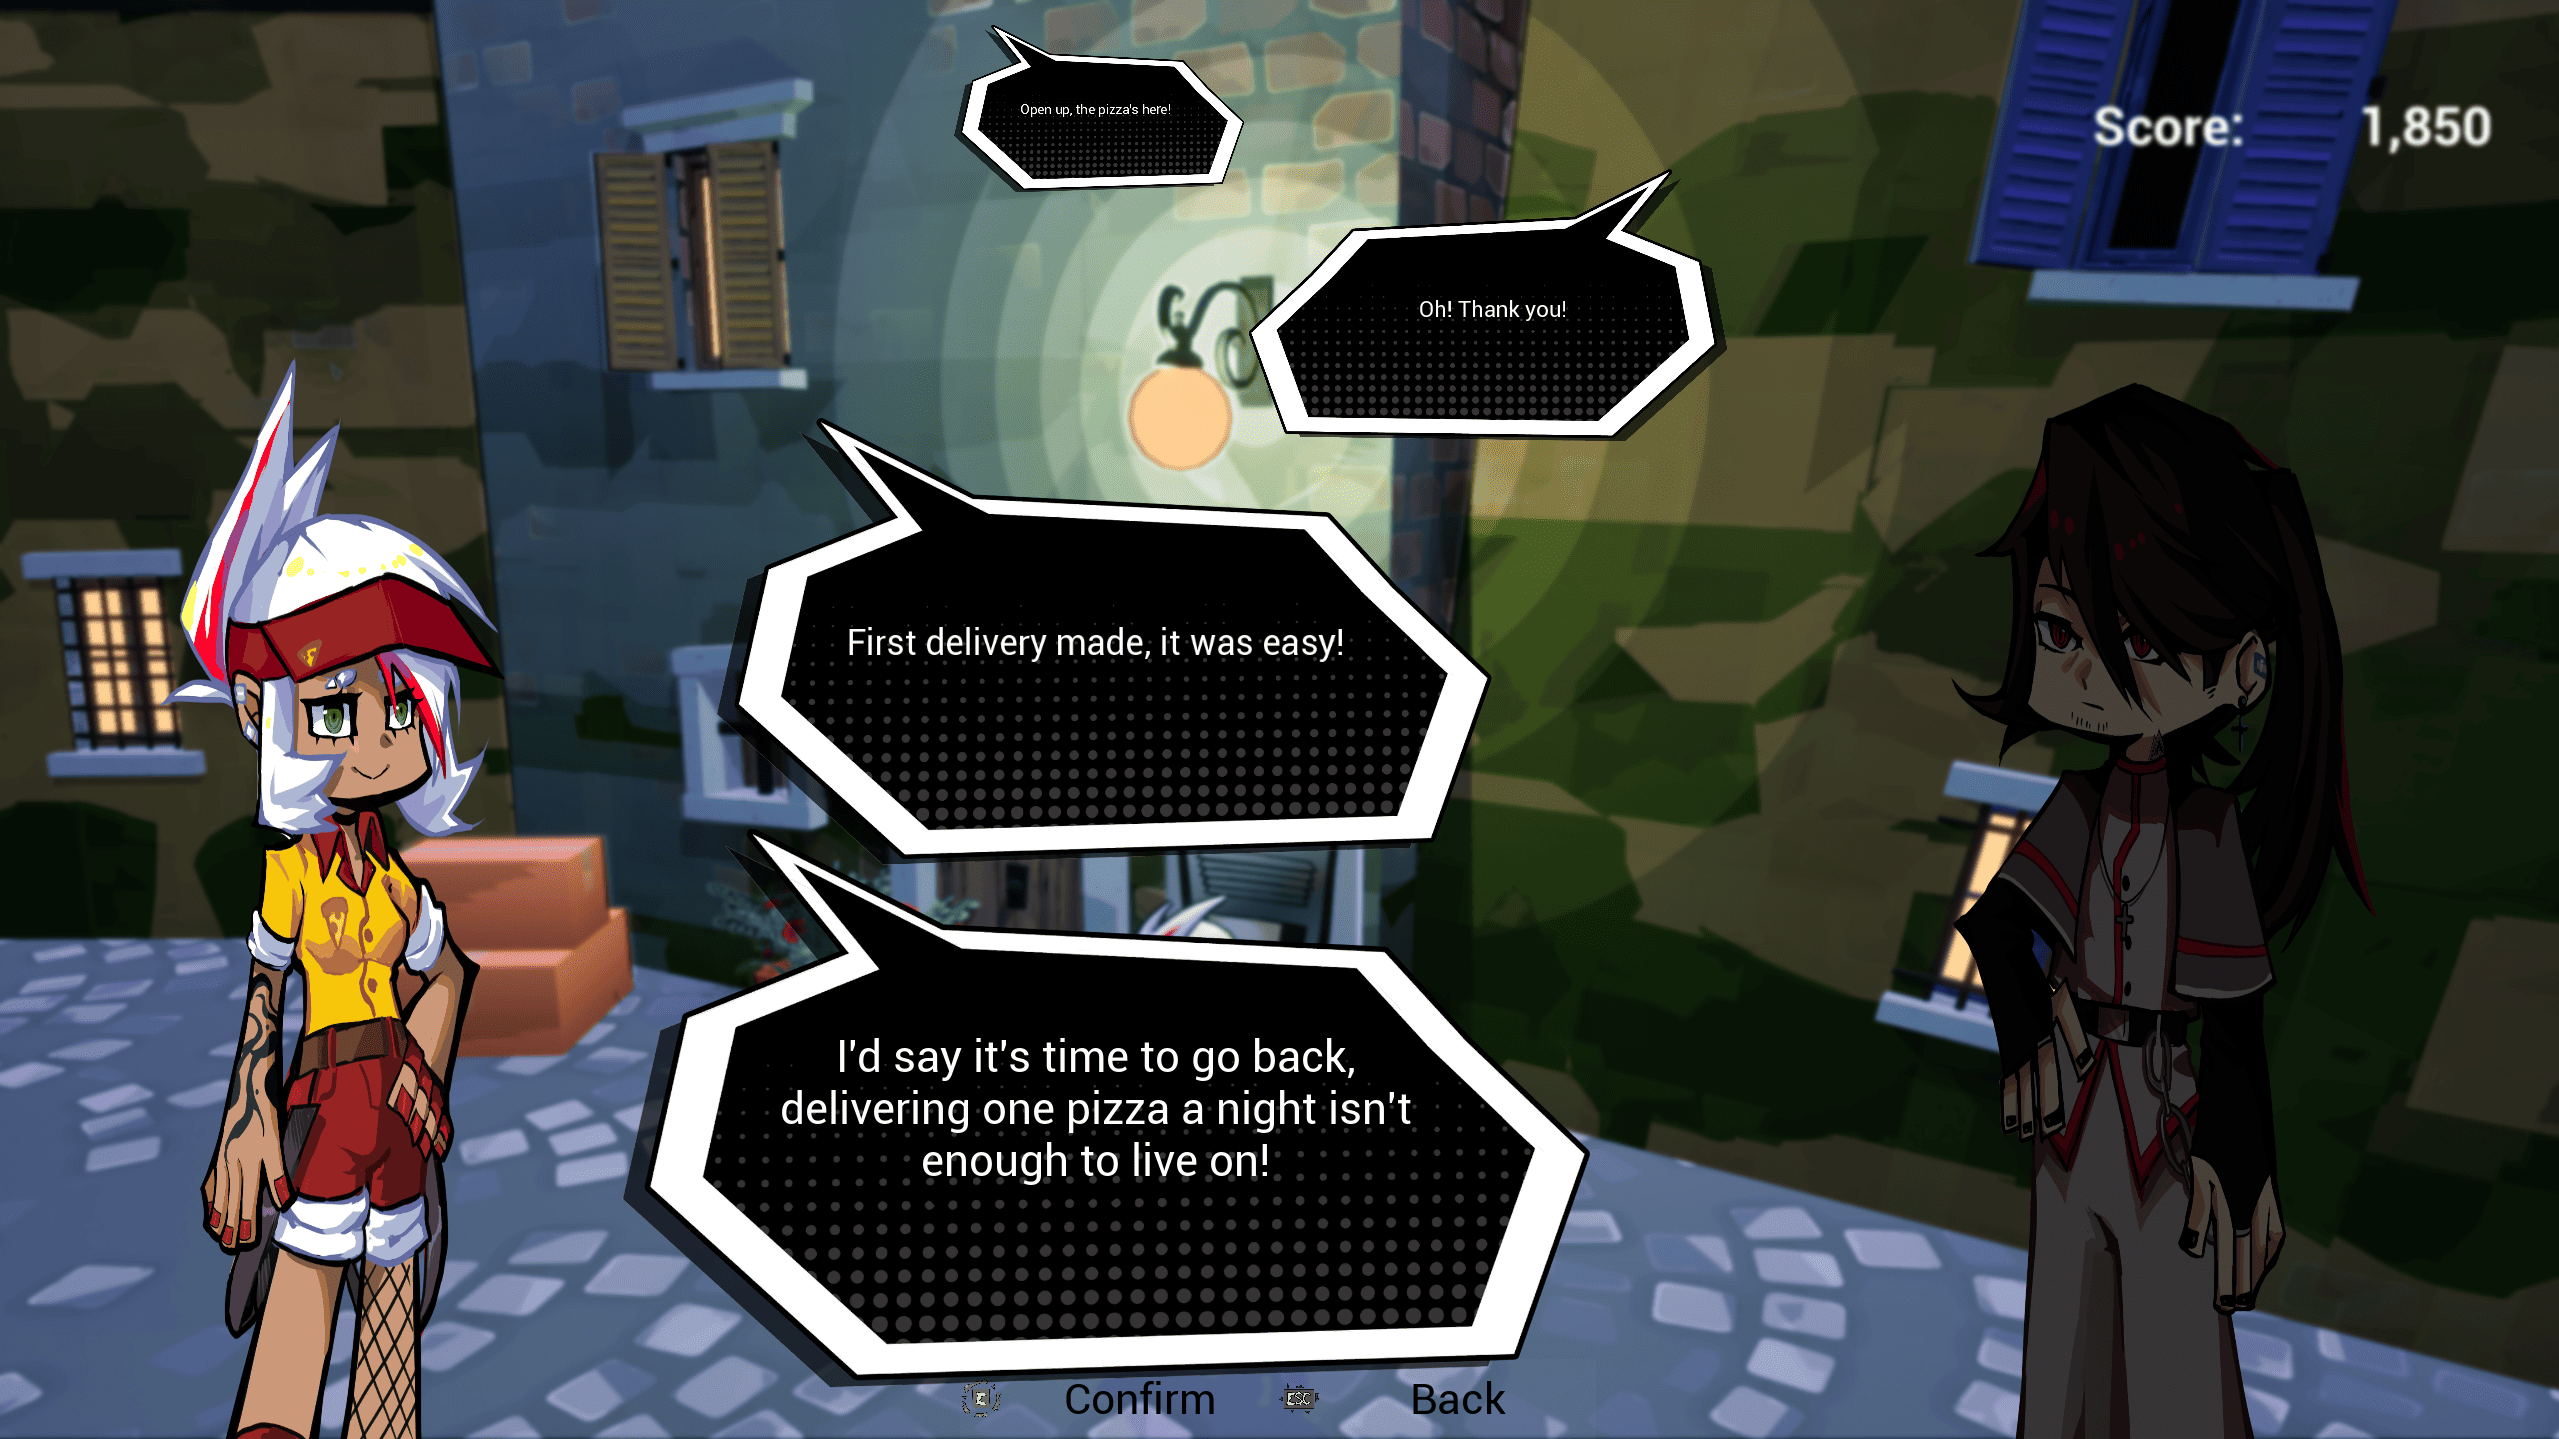 Open up, the pizza's here!
Score: 1,850
Oh! Thank you!
First delivery made, it was easy!
I'd say it's time to go back,
delivering one pizza a night isn't
enough to live on!
E Confirm ESC Back